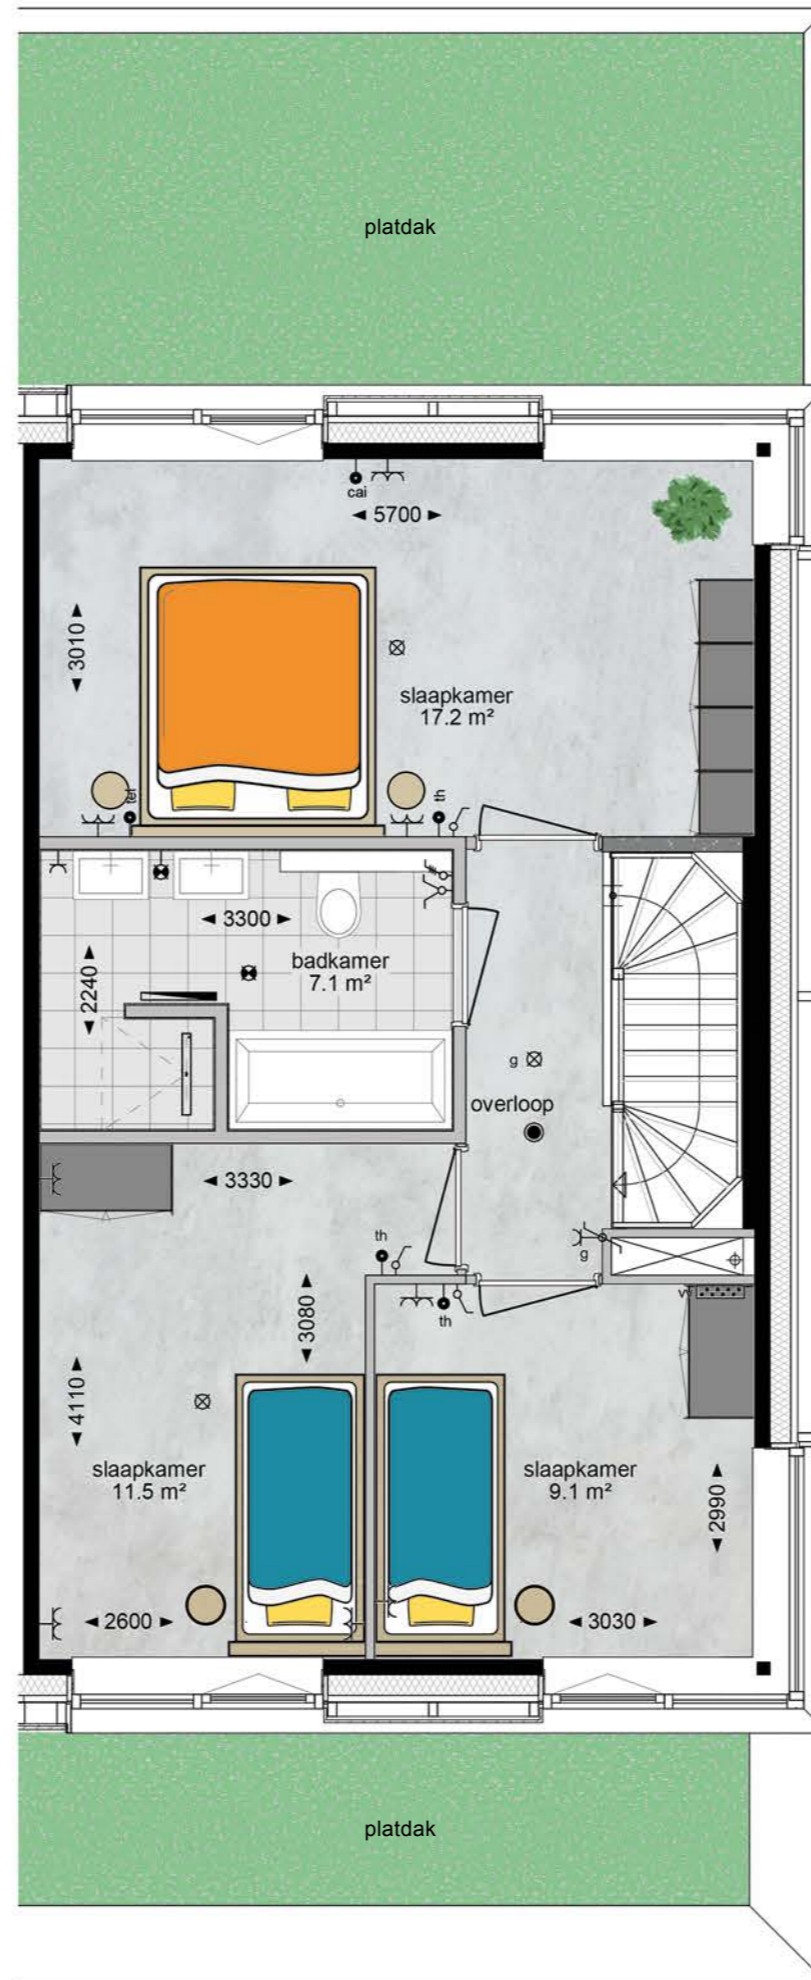 platdak
cai
5700
3010
slaapkamer
17.2 m²
tel
th
3300
badkamer
7.1 m²
2240
g
overloop
3330
th
g
3080
th
vv
4110
slaapkamer
11.5 m²
slaapkamer
9.1 m²
2990
2600
3030
platdak